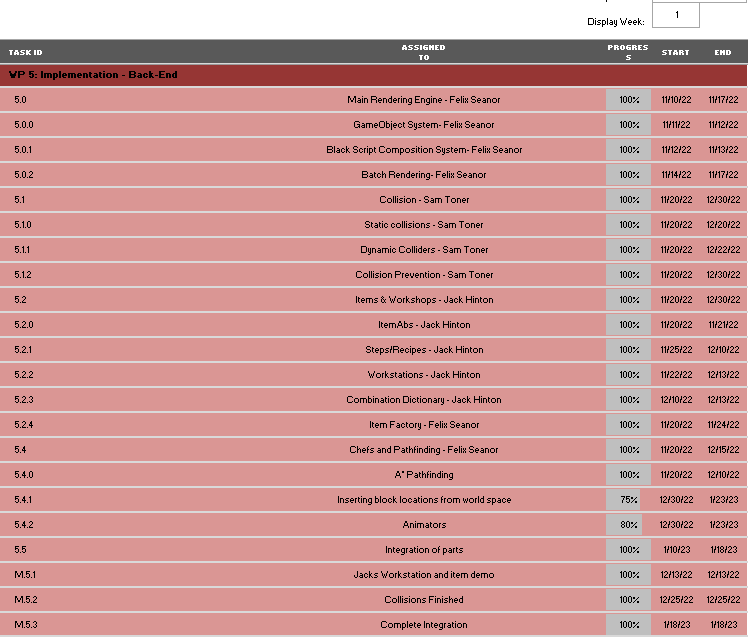 Display Week: 1
TASK ID ASSIGNED TO PROGRESS START END
WP 5: Implementation - Back-End
5.0 Main Rendering Engine - Felix Seanor 100% 11/10/22 11/17/22
5.0.0 GameObject System- Felix Seanor 100% 11/11/22 11/12/22
5.0.1 Black Script Composition System- Felix Seanor 100% 11/12/22 11/13/22
5.0.2 Batch Rendering- Felix Seanor 100% 11/14/22 11/17/22
5.1 Collision - Sam Toner 100% 11/20/22 12/30/22
5.1.0 Static collisions - Sam Toner 100% 11/20/22 12/20/22
5.1.1 Dynamic Colliders - Sam Toner 100% 11/20/22 12/22/22
5.1.2 Collision Prevention - Sam Toner 100% 11/20/22 12/30/22
5.2 Items & Workshops - Jack Hinton 100% 11/20/22 12/30/22
5.2.0 ItemAbs - Jack Hinton 100% 11/20/22 11/21/22
5.2.1 Steps/Recipes - Jack Hinton 100% 11/25/22 12/10/22
5.2.2 Workstations - Jack Hinton 100% 11/22/22 12/13/22
5.2.3 Combination Dictionary - Jack Hinton 100% 12/10/22 12/13/22
5.2.4 Item Factory - Felix Seanor 100% 11/20/22 11/24/22
5.4 Chefs and Pathfinding - Felix Seanor 100% 11/20/22 12/15/22
5.4.0 A* Pathfinding 100% 11/20/22 12/10/22
5.4.1 Inserting block locations from world space 75% 12/30/22 1/23/23
5.4.2 Animators 80% 12/30/22 1/23/23
5.5 Integration of parts 100% 1/10/23 1/18/23
M.5.1 Jacks Workstation and item demo 100% 12/13/22 12/13/22
M.5.2 Collisions Finished 100% 12/25/22 12/25/22
M.5.3 Complete Integration 100% 1/18/23 1/18/23